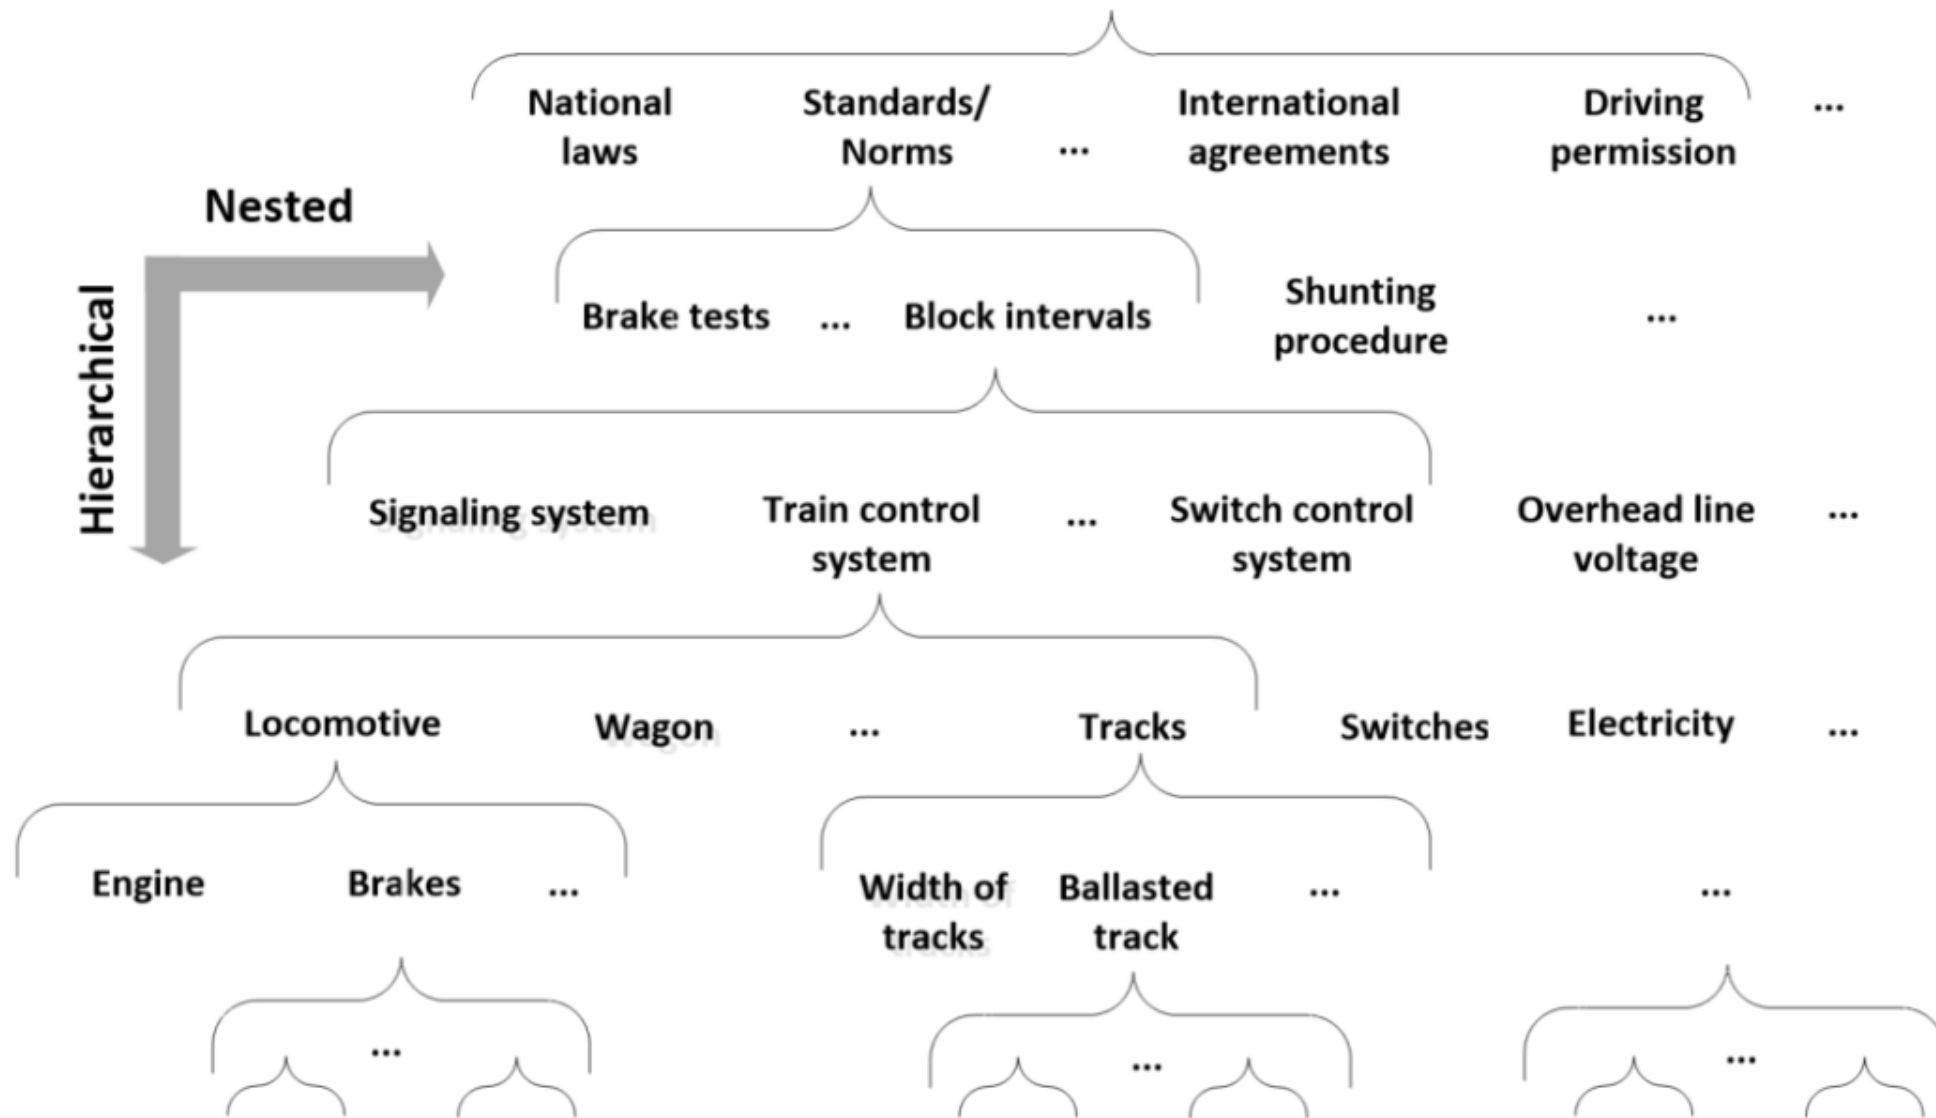 National laws
Standards/ Norms
...
International agreements
Driving permission
...
Nested
Hierarchical
Brake tests
...
Block intervals
Shunting procedure
...
Signaling system
Train control system
...
Switch control system
Overhead line voltage
...
Locomotive
Wagon
...
Tracks
Switches
Electricity
...
Engine
Brakes
...
Width of tracks
Ballasted track
...
...
...
...
...